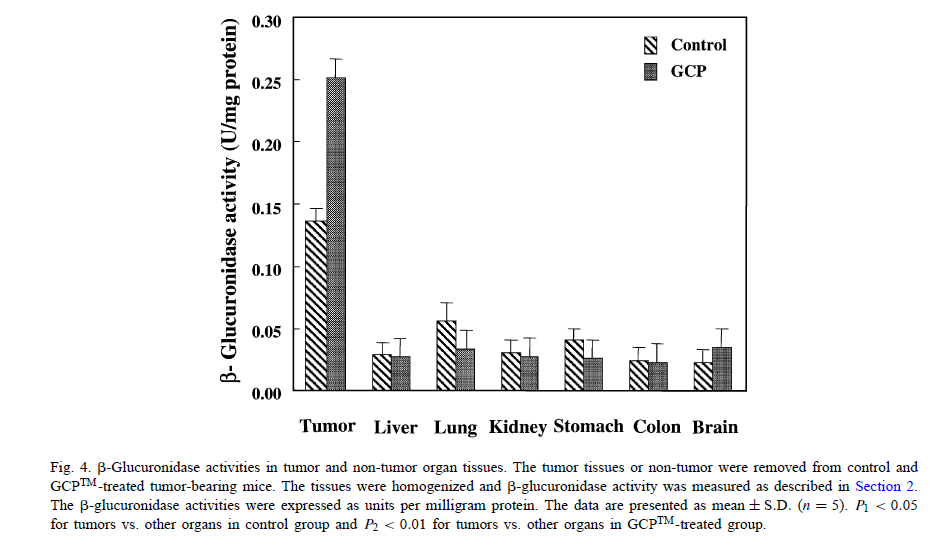 β- Glucuronidase activity (U/mg protein)
0.30
0.25
0.20
0.15
0.10
0.05
0.00
Control
GCP
Tumor Liver Lung Kidney Stomach Colon Brain
Fig. 4. β-Glucuronidase activities in tumor and non-tumor organ tissues. The tumor tissues or non-tumor were removed from control and
GCP™-treated tumor-bearing mice. The tissues were homogenized and β-glucuronidase activity was measured as described in Section 2.
The β-glucuronidase activities were expressed as units per milligram protein. The data are presented as mean ± S.D. (n = 5). P₁ < 0.05
for tumors vs. other organs in control group and P₂ < 0.01 for tumors vs. other organs in GCP™-treated group.